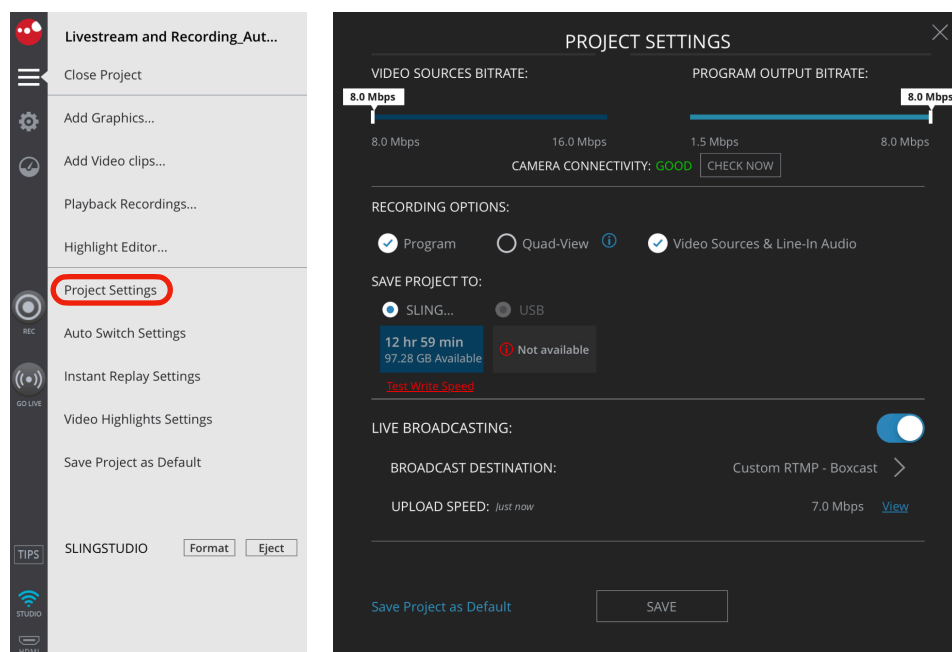 Livestream and Recording_Aut...
Close Project
Add Graphics...
Add Video clips...
Playback Recordings...
Highlight Editor...
Project Settings
REC
Auto Switch Settings
Instant Replay Settings
GO LIVE
Video Highlights Settings
Save Project as Default
TIPS
SLINGSTUDIO
Format
Eject
STUDIO
HDMI
PROJECT SETTINGS
VIDEO SOURCES BITRATE:
PROGRAM OUTPUT BITRATE:
8.0 Mbps
8.0 Mbps
8.0 Mbps
16.0 Mbps
1.5 Mbps
8.0 Mbps
CAMERA CONNECTIVITY: GOOD
CHECK NOW
RECORDING OPTIONS:
Program
Quad-View
Video Sources & Line-In Audio
SAVE PROJECT TO:
SLING...
USB
12 hr 59 min
97.28 GB Available
Not available
Test Write Speed
LIVE BROADCASTING:
BROADCAST DESTINATION:
Custom RTMP - Boxcast
UPLOAD SPEED: Just now
7.0 Mbps
View
Save Project as Default
SAVE